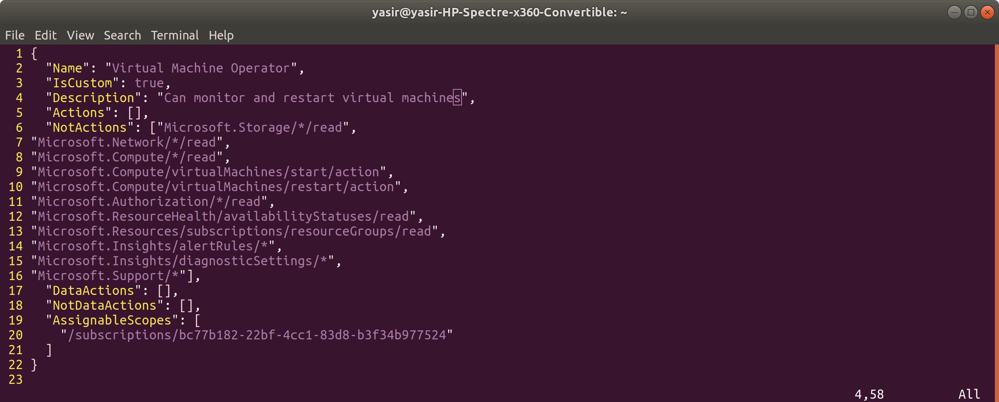 yasir@yasir-HP-Spectre-x360-Convertible: ~
File Edit View Search Terminal Help
1 {
2   "Name": "Virtual Machine Operator",
3   "IsCustom": true,
4   "Description": "Can monitor and restart virtual machines",
5   "Actions": [],
6   "NotActions": ["Microsoft.Storage/*/read",
7 "Microsoft.Network/*/read",
8 "Microsoft.Compute/*/read",
9 "Microsoft.Compute/virtualMachines/start/action",
10 "Microsoft.Compute/virtualMachines/restart/action",
11 "Microsoft.Authorization/*/read",
12 "Microsoft.ResourceHealth/availabilityStatuses/read",
13 "Microsoft.Resources/subscriptions/resourceGroups/read",
14 "Microsoft.Insights/alertRules/*",
15 "Microsoft.Insights/diagnosticSettings/*",
16 "Microsoft.Support/*"],
17   "DataActions": [],
18   "NotDataActions": [],
19   "AssignableScopes": [
20     "/subscriptions/bc77b182-22bf-4cc1-83d8-b3f34b977524"
21   ]
22 }
23
4,58 All